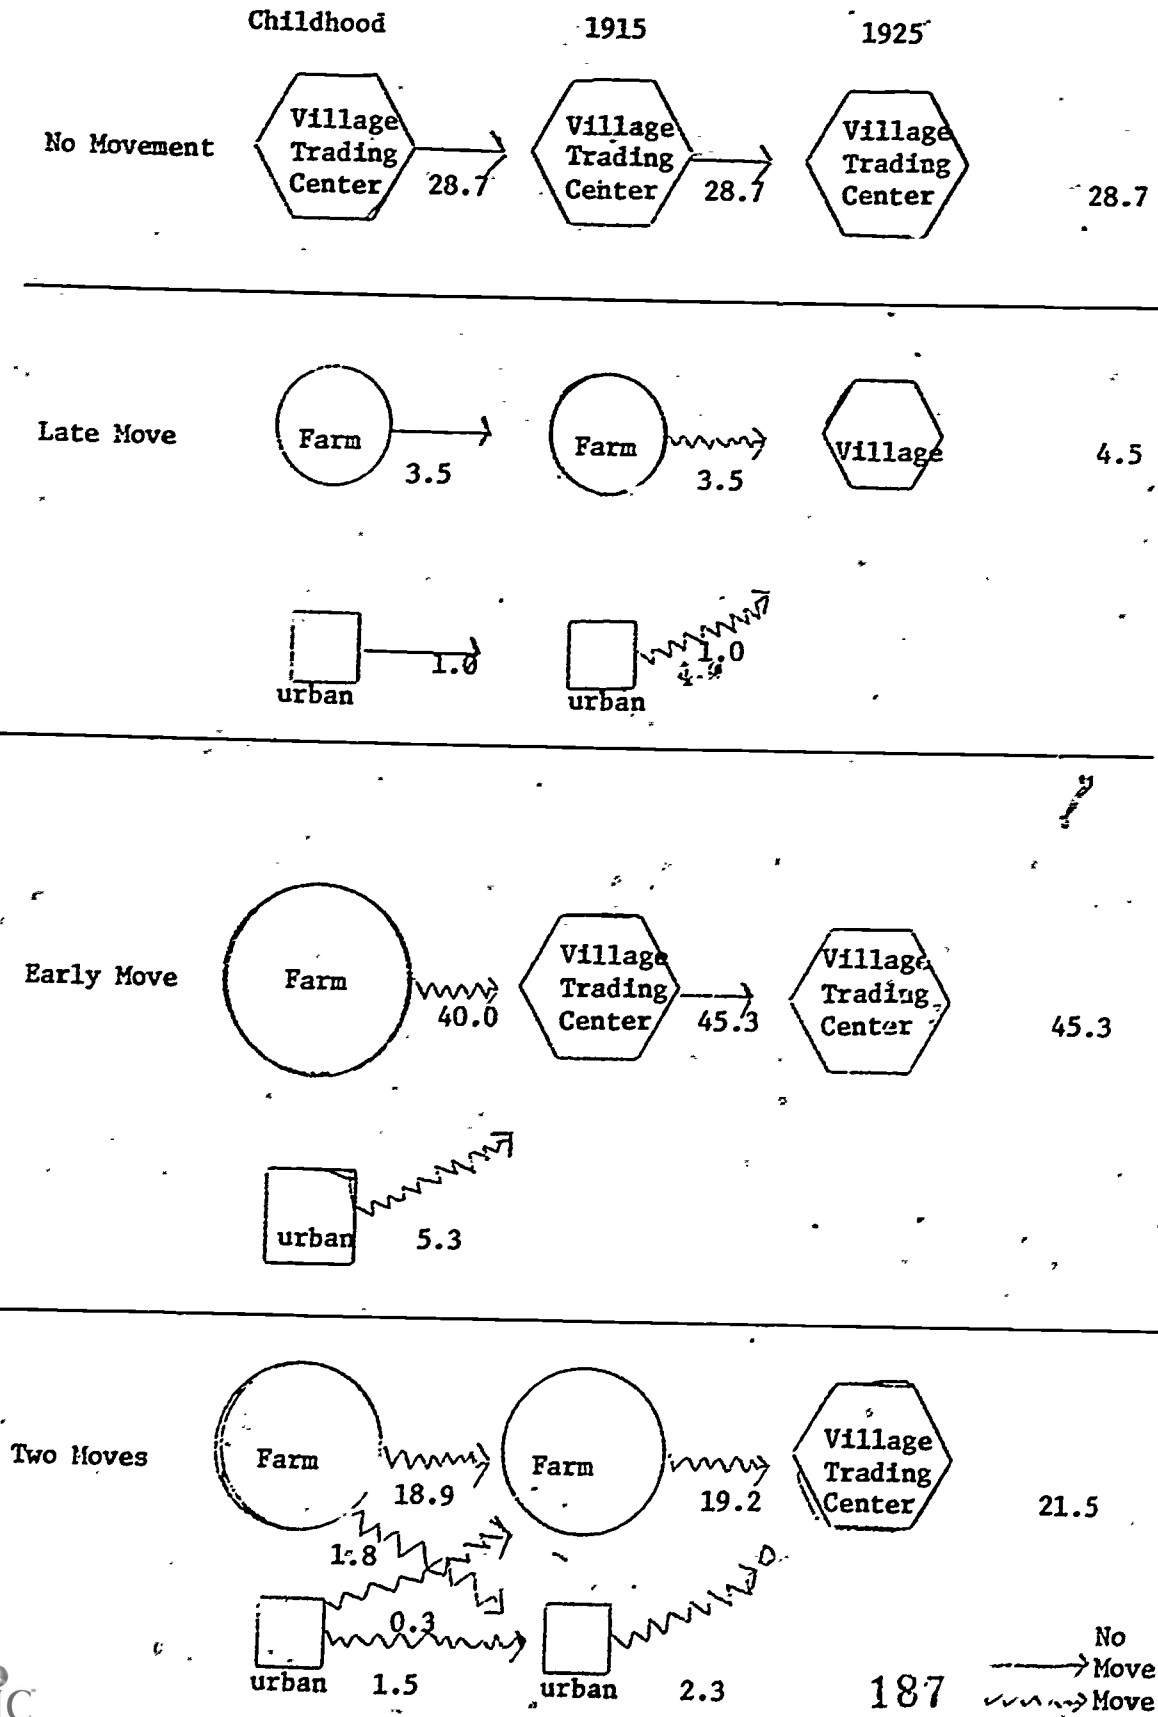 Childhood 1915 1925
No Movement
Village
Trading
Center
28.7
Village
Trading
Center
28.7
Village
Trading
Center
28.7
Late Move
Farm
3.5
Farm
3.5
Village
4.5
urban
1.0
urban
1.0
Early Move
Farm
40.0
Village
Trading
Center
45.3
Village
Trading
Center
45.3
urban
5.3
Two Moves
Farm
18.9
Farm
19.2
Village
Trading
Center
21.5
1.8
0.3
urban
1.5
urban
2.3
187
No
Move
Move